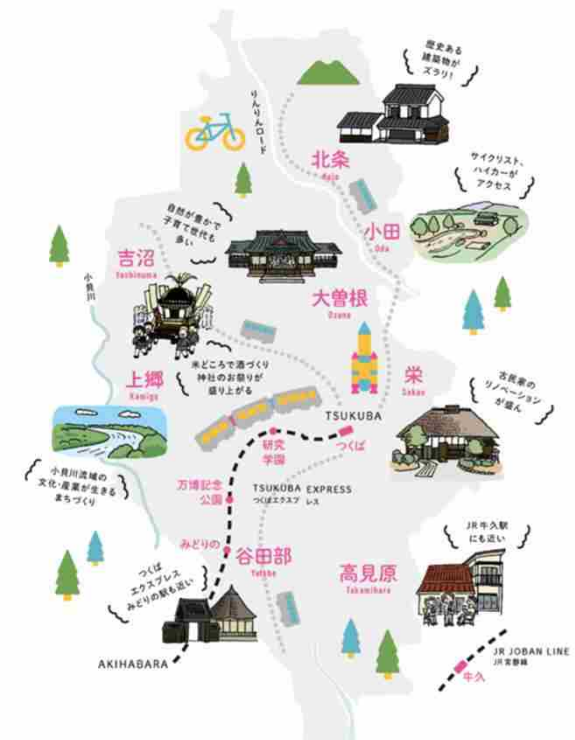 歴史ある
建築物が
ズラリ!
りんりんロード
北条
Hojo
サイクリスト、
ハイカーが
アクセス
自然が豊かで
子育て世代も
多い
小田
Oda
吉沼
Yoshinuma
小貝川
大曽根
Ozone
米どころで酒づくり
神社のお祭りが
盛り上がる
上郷
Kamigo
栄
Sakae
古民家の
リノベーション
が盛ん
TSUKUBA
つくば
研究
学園
小貝川流域の
文化・産業が生きる
まちづくり
万博記念
公園
TSUKUBA EXPRESS
つくばエクスプレス
みどりの
谷田部
Yatabe
つくば
エクスプレス
みどりの駅も近い
高見原
Takamihara
JR牛久駅
にも近い
AKIHABARA
JR JOBAN LINE
JR常磐線
牛久